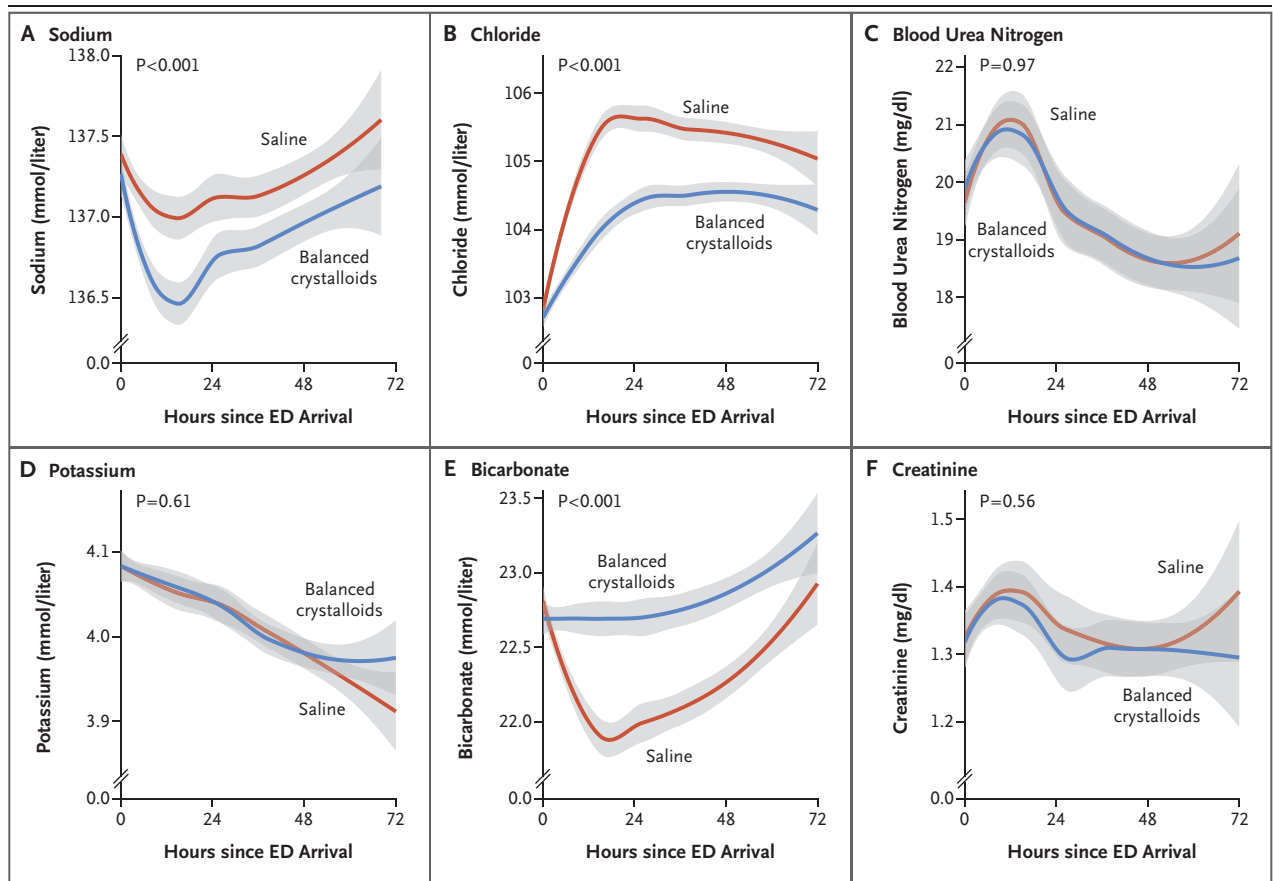 A Sodium
138.0
P<0.001
137.5
Saline
137.0
Balanced
crystalloids
136.5
0.0
Sodium (mmol/liter)
0 24 48 72
Hours since ED Arrival
B Chloride
P<0.001
106
Saline
105
104
Balanced
crystalloids
103
0
Chloride (mmol/liter)
0 24 48 72
Hours since ED Arrival
C Blood Urea Nitrogen
22
P=0.97
Saline
21
20
Balanced
crystalloids
19
18
0
Blood Urea Nitrogen (mg/dl)
0 24 48 72
Hours since ED Arrival
D Potassium
P=0.61
4.1
Balanced
crystalloids
4.0
Saline
3.9
0.0
Potassium (mmol/liter)
0 24 48 72
Hours since ED Arrival
E Bicarbonate
23.5
P<0.001
Balanced
crystalloids
23.0
22.5
22.0
Saline
0.0
Bicarbonate (mmol/liter)
0 24 48 72
Hours since ED Arrival
F Creatinine
P=0.56
1.5
Saline
1.4
1.3
Balanced
crystalloids
1.2
0.0
Creatinine (mg/dl)
0 24 48 72
Hours since ED Arrival